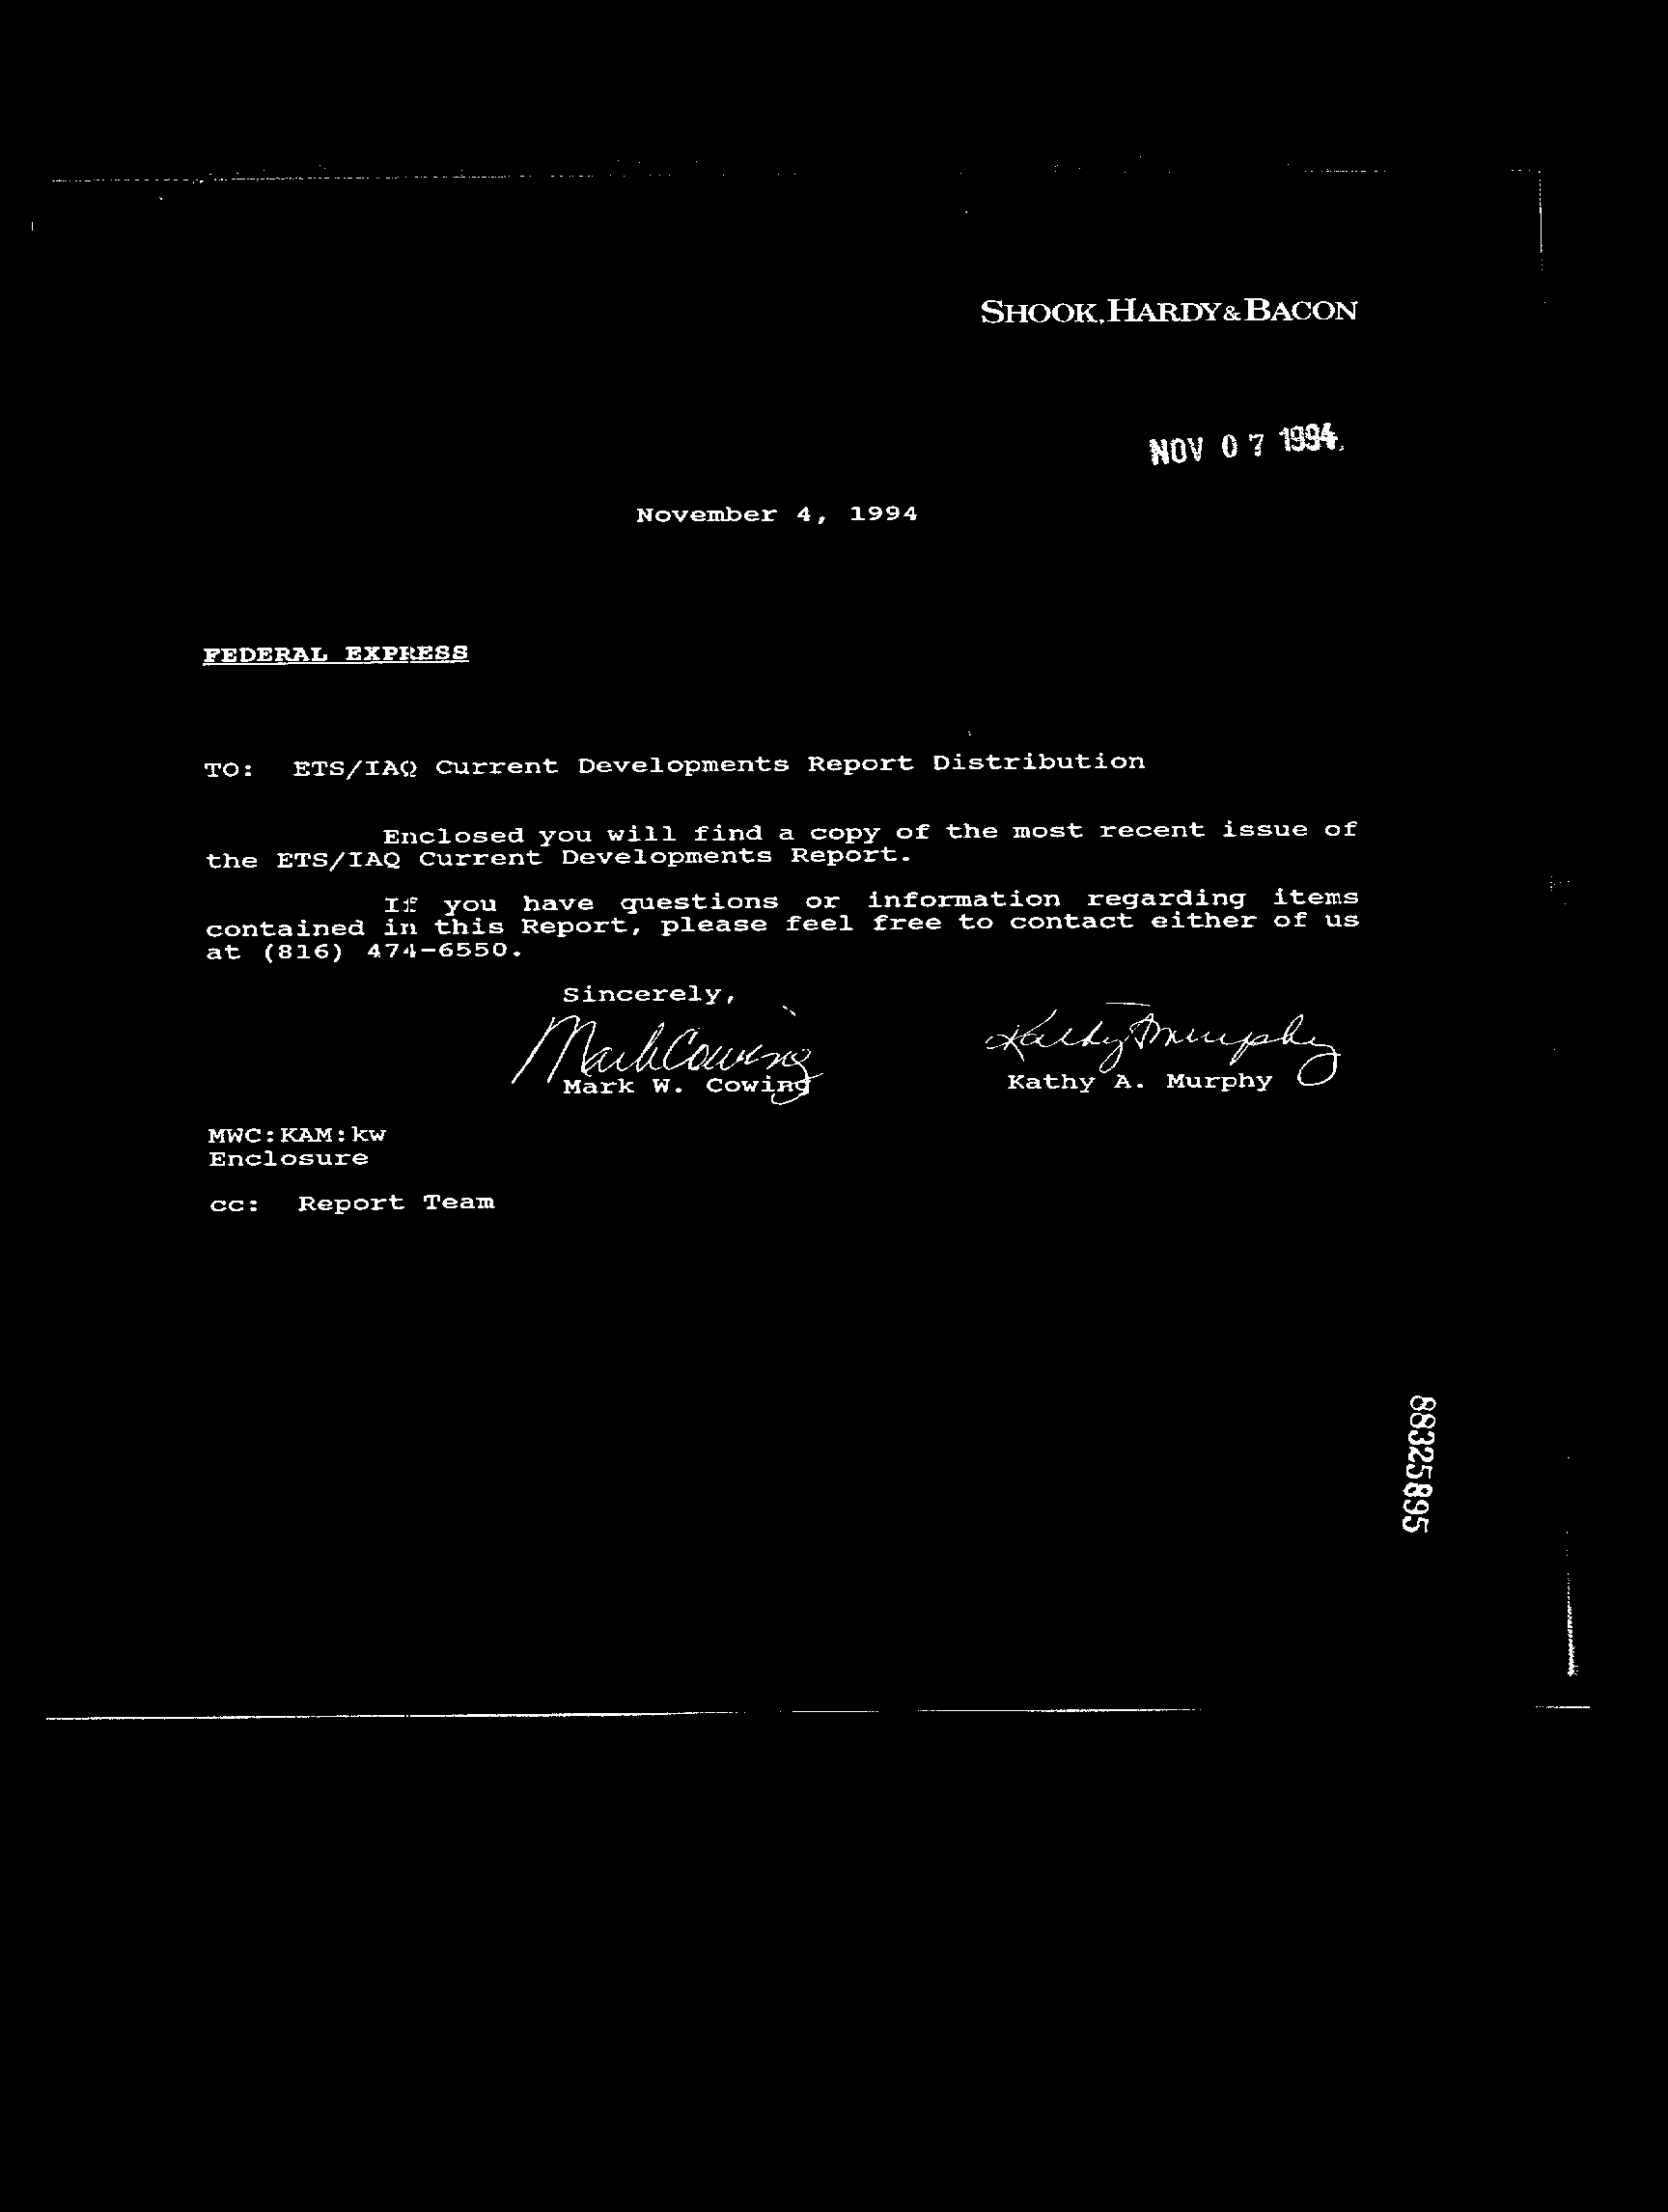 SHOOK, HARDY & BACON
NOV 07 1994
November 4, 1994
FEDERAL EXPRESS
TO: ETS/IAQ Current Developments Report Distribution
Enclosed you will find a copy of the most recent issue of
the ETS/IAQ Current Developments Report.
If you have questions or information regarding items
contained in this Report, please feel free to contact either of us
at (816) 474-6550.
Sincerely,
Mark Cowing Kathy A Murphy
Mark W. Cowing Kathy A. Murphy
MWC:KAM:kw
Enclosure
cc: Report Team
88325895